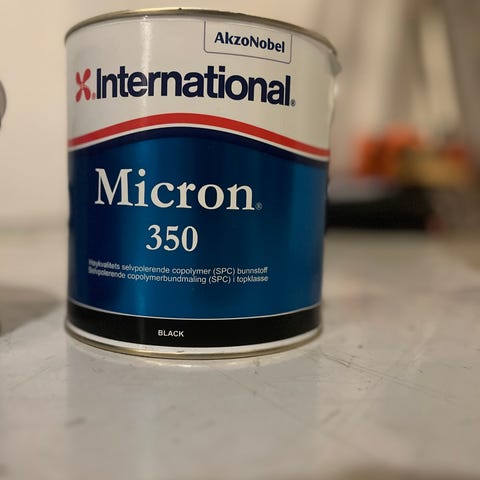 AkzoNobel
International®
Micron®
350
Høykvalitets selvpolerende copolymer (SPC) bunnstoff
Selvpolerende copolymerbundmaling (SPC) i topklasse
BLACK